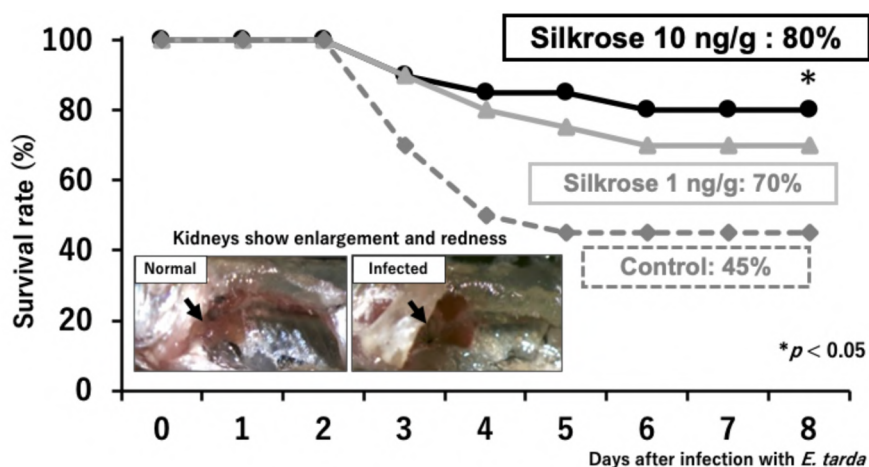 Silkrose 10 ng/g : 80%
*
Silkrose 1 ng/g: 70%
Control: 45%
Kidneys show enlargement and redness
Normal
Infected
*p < 0.05
Survival rate (%)
100
80
60
40
20
0
0 1 2 3 4 5 6 7 8
Days after infection with E. tarda